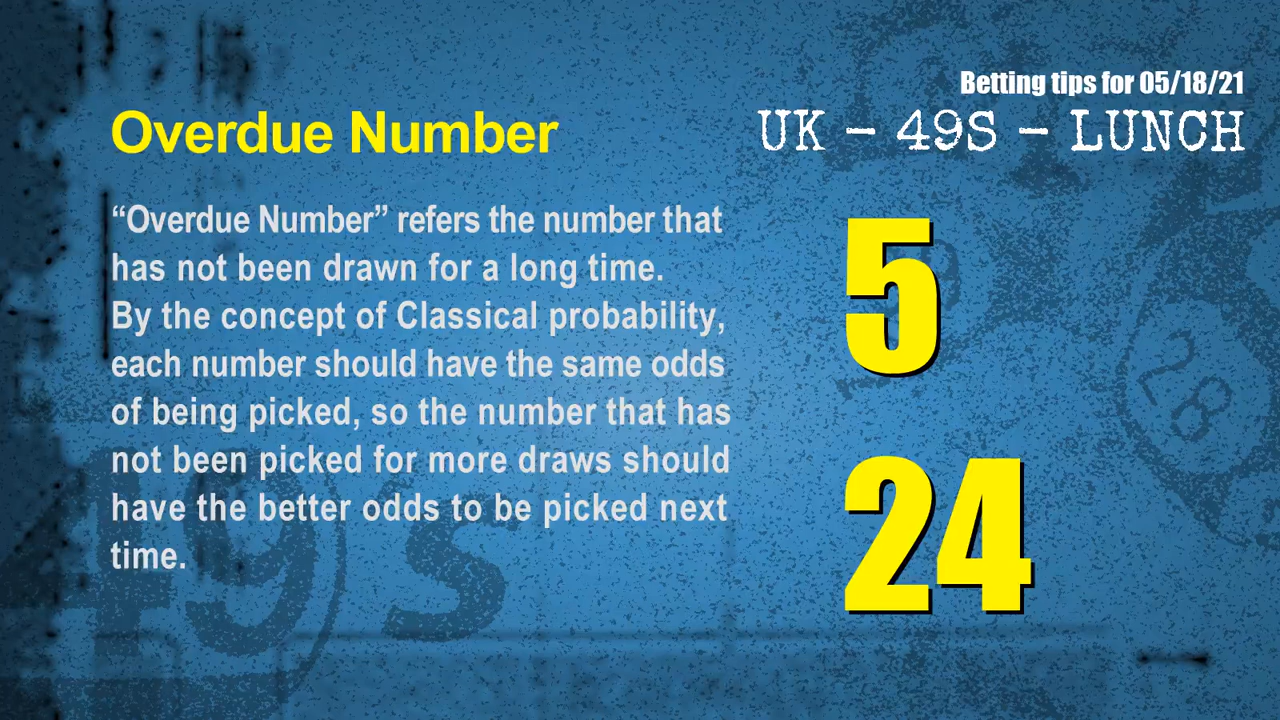 Betting tips for 05/18/21
UK - 49S - LUNCH
Overdue Number
“Overdue Number” refers the number that
has not been drawn for a long time.
By the concept of Classical probability,
each number should have the same odds
of being picked, so the number that has
not been picked for more draws should
have the better odds to be picked next
time.
5
24
49's
28